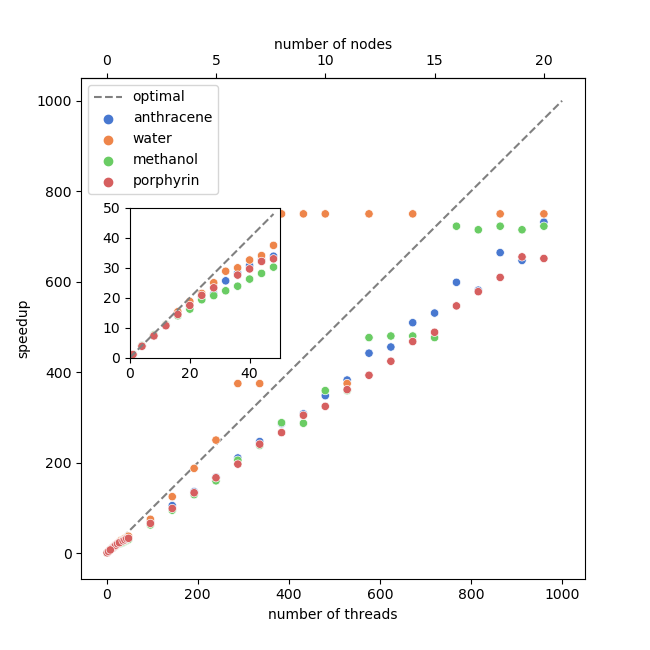 number of nodes
0 5 10 15 20
1000
800
600
400
200
0
speedup
optimal
anthracene
water
methanol
porphyrin
50
40
30
20
10
0
0 20 40
0 200 400 600 800 1000
number of threads